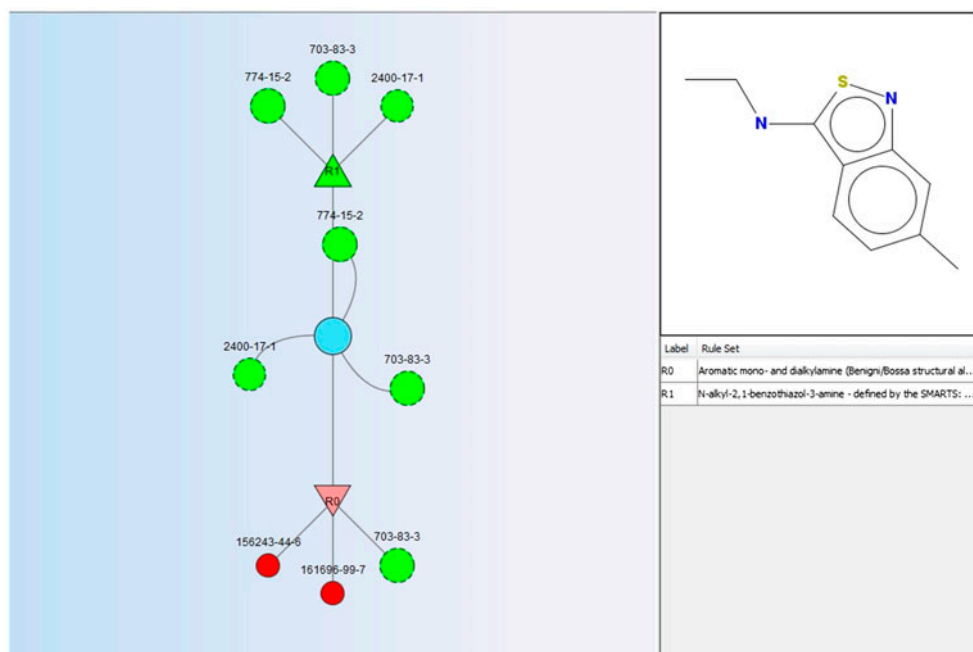 703-83-3
774-15-2
2400-17-1
R1
774-15-2
2400-17-1
703-83-3
R0
156243-44-6
703-83-3
161696-99-7
S
N
N
Label Rule Set
R0 Aromatic mono- and dialkylamine (Benigni/Bossa structural al...
R1 N-alkyl-2,1-benzothiazol-3-amine - defined by the SMARTS: ...